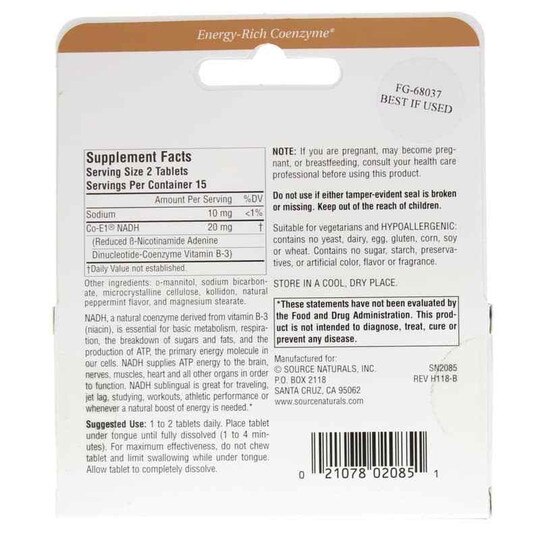 Energy-Rich Coenzyme*
FG-68037
BEST IF USED
Supplement Facts
Serving Size 2 Tablets
Servings Per Container 15
Amount Per Serving %DV
Sodium 10 mg <1%
Co-E1® NADH 20 mg †
(Reduced ß-Nicotinamide Adenine
Dinucleotide-Coenzyme Vitamin B-3)
†Daily Value not established.
Other ingredients: D-mannitol, sodium bicarbon-
ate, microcrystalline cellulose, kollidon, natural
peppermint flavor, and magnesium stearate.
NADH, a natural coenzyme derived from vitamin B-3
(niacin), is essential for basic metabolism, respira-
tion, the breakdown of sugars and fats, and the
production of ATP, the primary energy molecule in
our cells. NADH supplies ATP energy to the brain,
nerves, muscles, heart and all other organs in order
to work. NADH sublingual is great for traveling,
jet lag, studying, workouts, athletic performance or
whenever a natural boost of energy is needed.*
Suggested Use: 1 to 2 tablets daily. Place tablet
under tongue until fully dissolved (1 to 4 min-
utes). For maximum effectiveness, do not chew
tablet and limit swallowing while under tongue.
Allow tablet to completely dissolve.
NOTE: If you are pregnant, may become preg-
nant, or breastfeeding, consult your health care
professional before using this product.
Do not use if either tamper-evident seal is broken
or missing. Keep out of the reach of children.
Suitable for vegetarians and HYPOALLERGENIC:
contains no yeast, dairy, egg, gluten, corn, soy
or wheat. Contains no sugar, starch, preserva-
tives, or artificial color, flavor or fragrance.
STORE IN A COOL, DRY PLACE.
*These statements have not been evaluated by
the Food and Drug Administration. This prod-
uct is not intended to diagnose, treat, cure or
prevent any disease.
Manufactured for:
© SOURCE NATURALS, INC.
P.O. BOX 2118
SANTA CRUZ, CA 95062
www.sourcenaturals.com
SN2085
REV H118-B
0 21078 02085 1